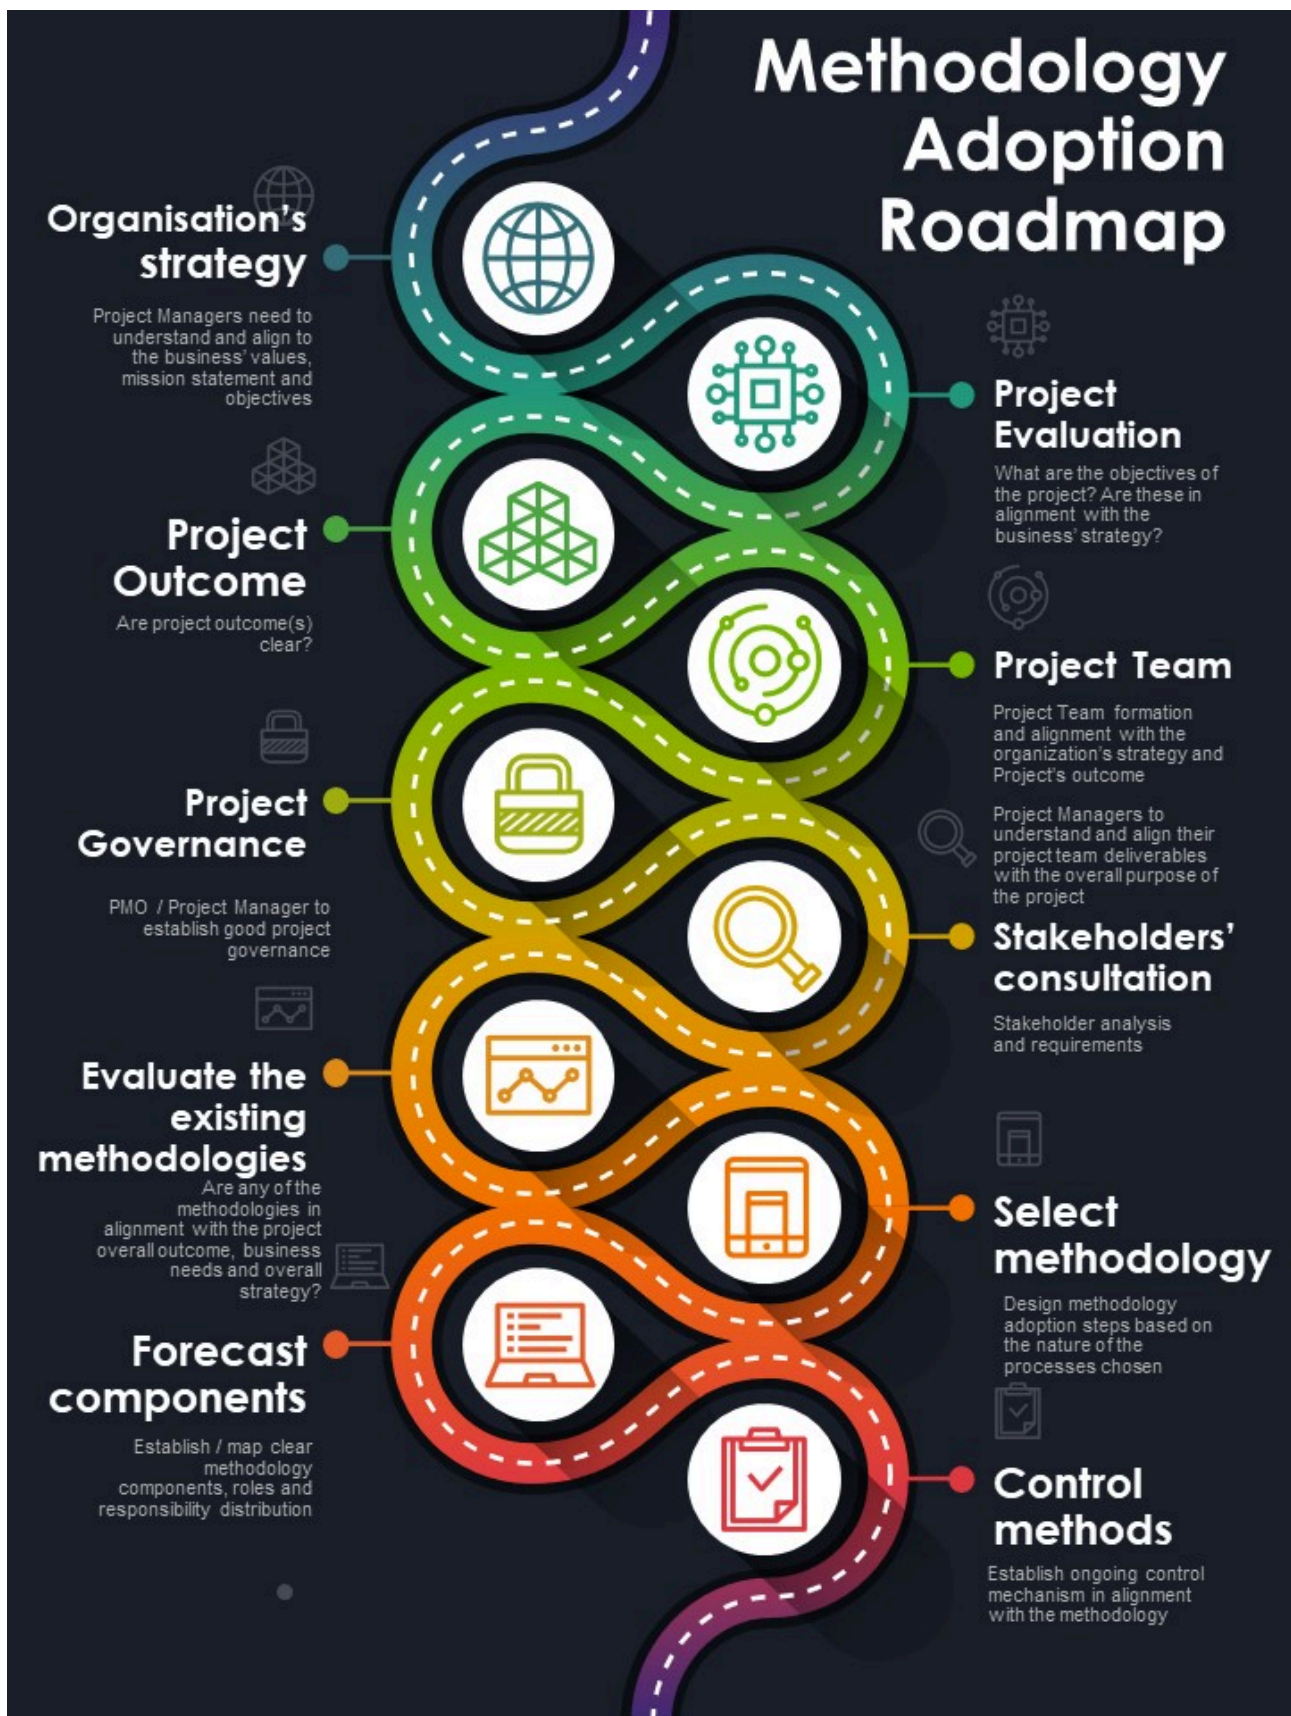 Methodology
Adoption
Roadmap
Organisation's
strategy
Project Managers need to
understand and align to
the business' values,
mission statement and
objectives
Project
Evaluation
What are the objectives of
the project? Are these in
alignment with the
business' strategy?
Project
Outcome
Are project outcome(s)
clear?
Project Team
Project Team formation
and alignment with the
organization's strategy and
Project's outcome
Project Managers to
understand and align their
project team deliverables
with the overall purpose of
the project
Project
Governance
PMO / Project Manager to
establish good project
governance
Stakeholders'
consultation
Stakeholder analysis
and requirements
Evaluate the
existing
methodologies
Are any of the
methodologies in
alignment with the project
overall outcome, business
needs and overall
strategy?
Select
methodology
Design methodology
adoption steps based on
the nature of the
processes chosen
Forecast
components
Establish / map clear
methodology
components, roles and
responsibility distribution
Control
methods
Establish ongoing control
mechanism in alignment
with the methodology